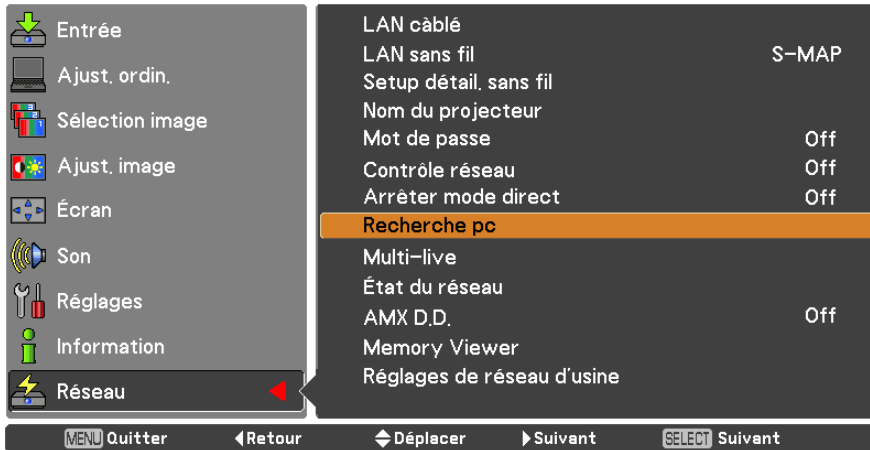 Entrée
Ajust. ordin.
Sélection image
Ajust. image
Écran
Son
Réglages
Information
Réseau
LAN càblé
LAN sans fil S-MAP
Setup détail. sans fil
Nom du projecteur
Mot de passe Off
Contrôle réseau Off
Arrêter mode direct Off
Recherche pc
Multi-live
État du réseau
AMX D.D. Off
Memory Viewer
Réglages de réseau d'usine
MENU Quitter Retour Déplacer Suivant SELECT Suivant